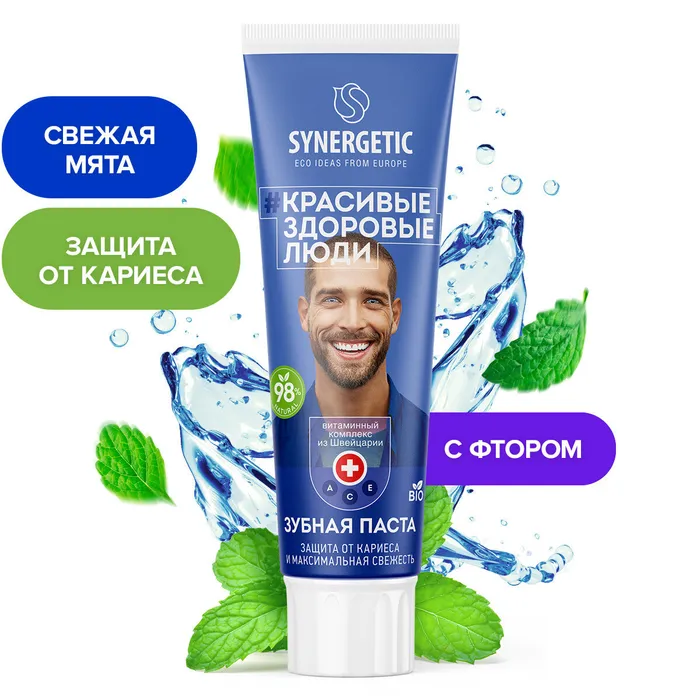 SYNERGETIC
ECO IDEAS FROM EUROPE
#КРАСИВЫЕ
ЗДОРОВЫЕ
ЛЮДИ
СВЕЖАЯ
МЯТА
ЗАЩИТА
ОТ КАРИЕСА
98%
NATURAL
витаминный
комплекс
из Швейцарии
A C E
BIO
С ФТОРОМ
ЗУБНАЯ ПАСТА
ЗАЩИТА ОТ КАРИЕСА
И МАКСИМАЛЬНАЯ СВЕЖЕСТЬ